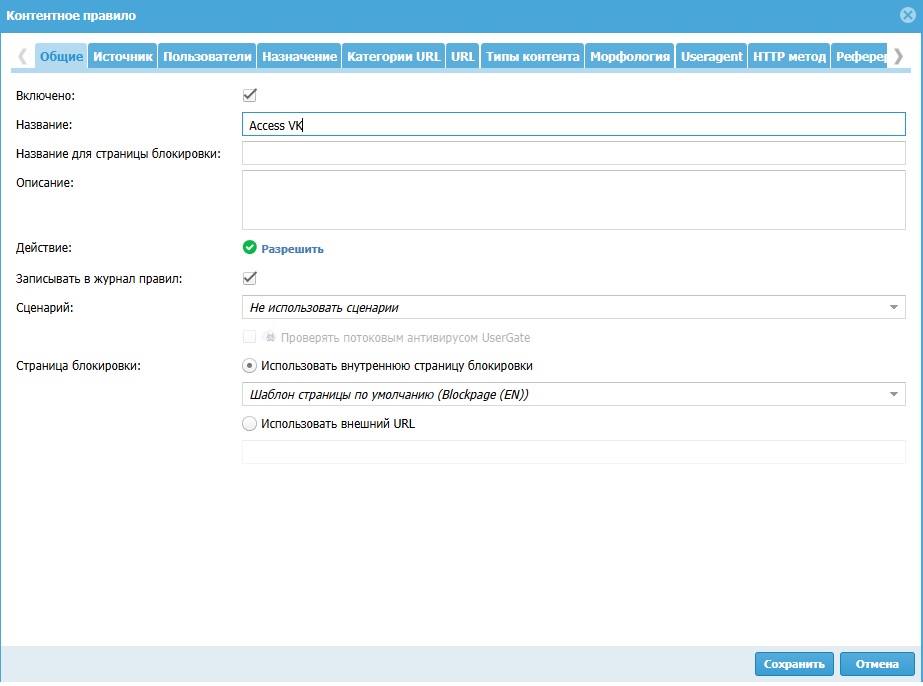 Контентное правило
Общие Источник Пользователи Назначение Категории URL URL Типы контента Морфология Useragent HTTP метод
Включено:
Название: Access VK
Название для страницы блокировки:
Описание:
Действие: Разрешить
Записывать в журнал правил:
Сценарий: Не использовать сценарии
Проверять потоковым антивирусом UserGate
Страница блокировки: Использовать внутреннюю страницу блокировки
Шаблон страницы по умолчанию (Blockpage (EN))
Использовать внешний URL
Сохранить Отмена